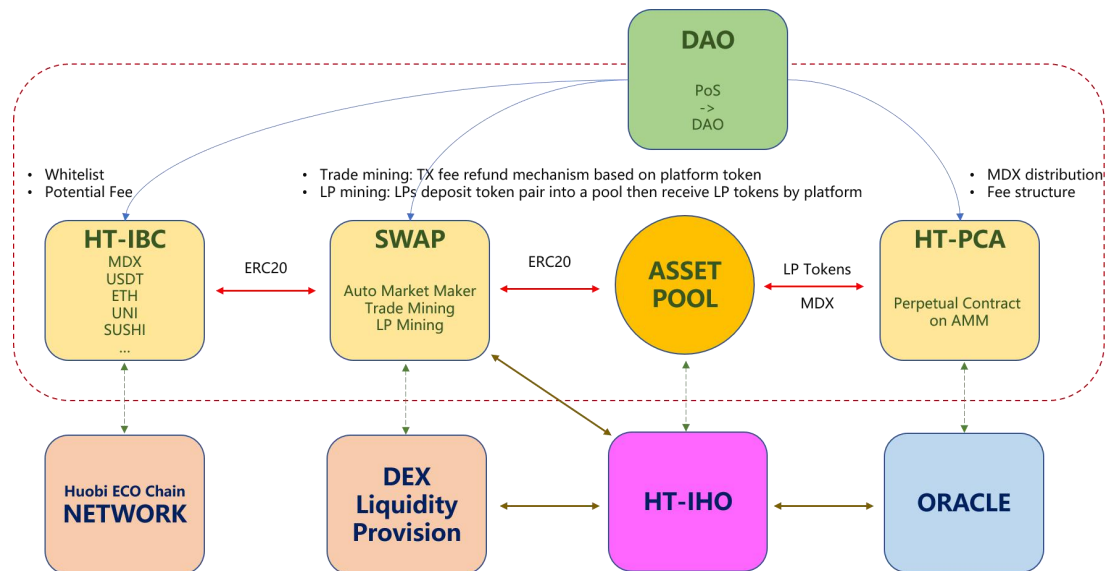 DAO
PoS
->
DAO
• Whitelist
• Potential Fee
• Trade mining: TX fee refund mechanism based on platform token
• LP mining: LPs deposit token pair into a pool then receive LP tokens by platform
• MDX distribution
• Fee structure
HT-IBC
MDX
USDT
ETH
UNI
SUSHI
...
ERC20
SWAP
Auto Market Maker
Trade Mining
LP Mining
ERC20
ASSET
POOL
LP Tokens
MDX
HT-PCA
Perpetual Contract
on AMM
Huobi ECO Chain
NETWORK
DEX
Liquidity
Provision
HT-IHO
ORACLE